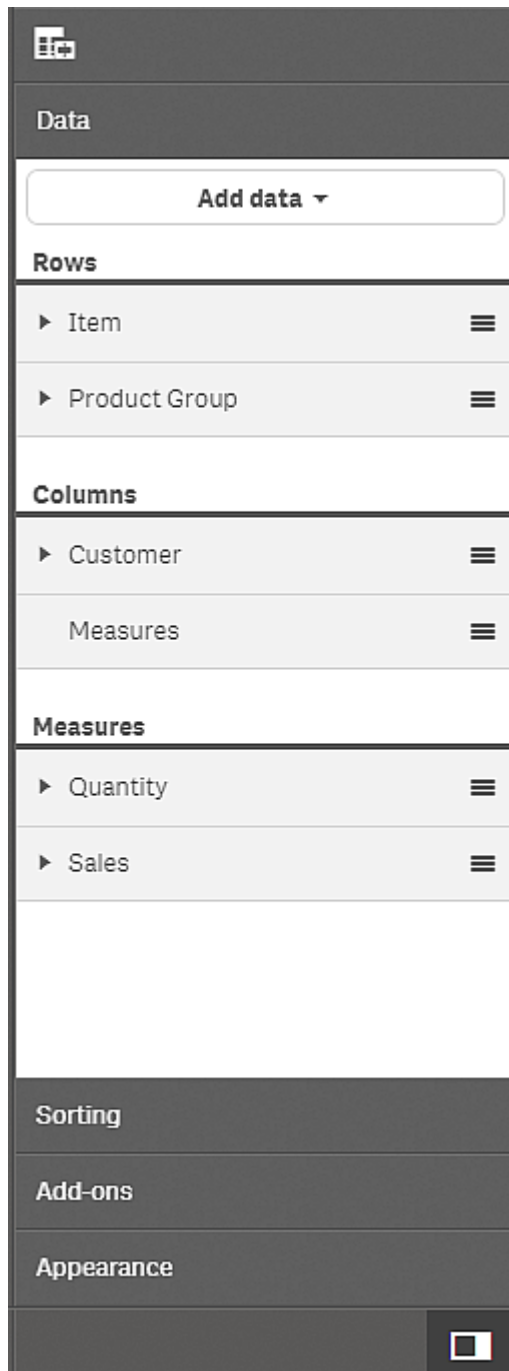 Data
Add data
Rows
Item
Product Group
Columns
Customer
Measures
Measures
Quantity
Sales
Sorting
Add-ons
Appearance